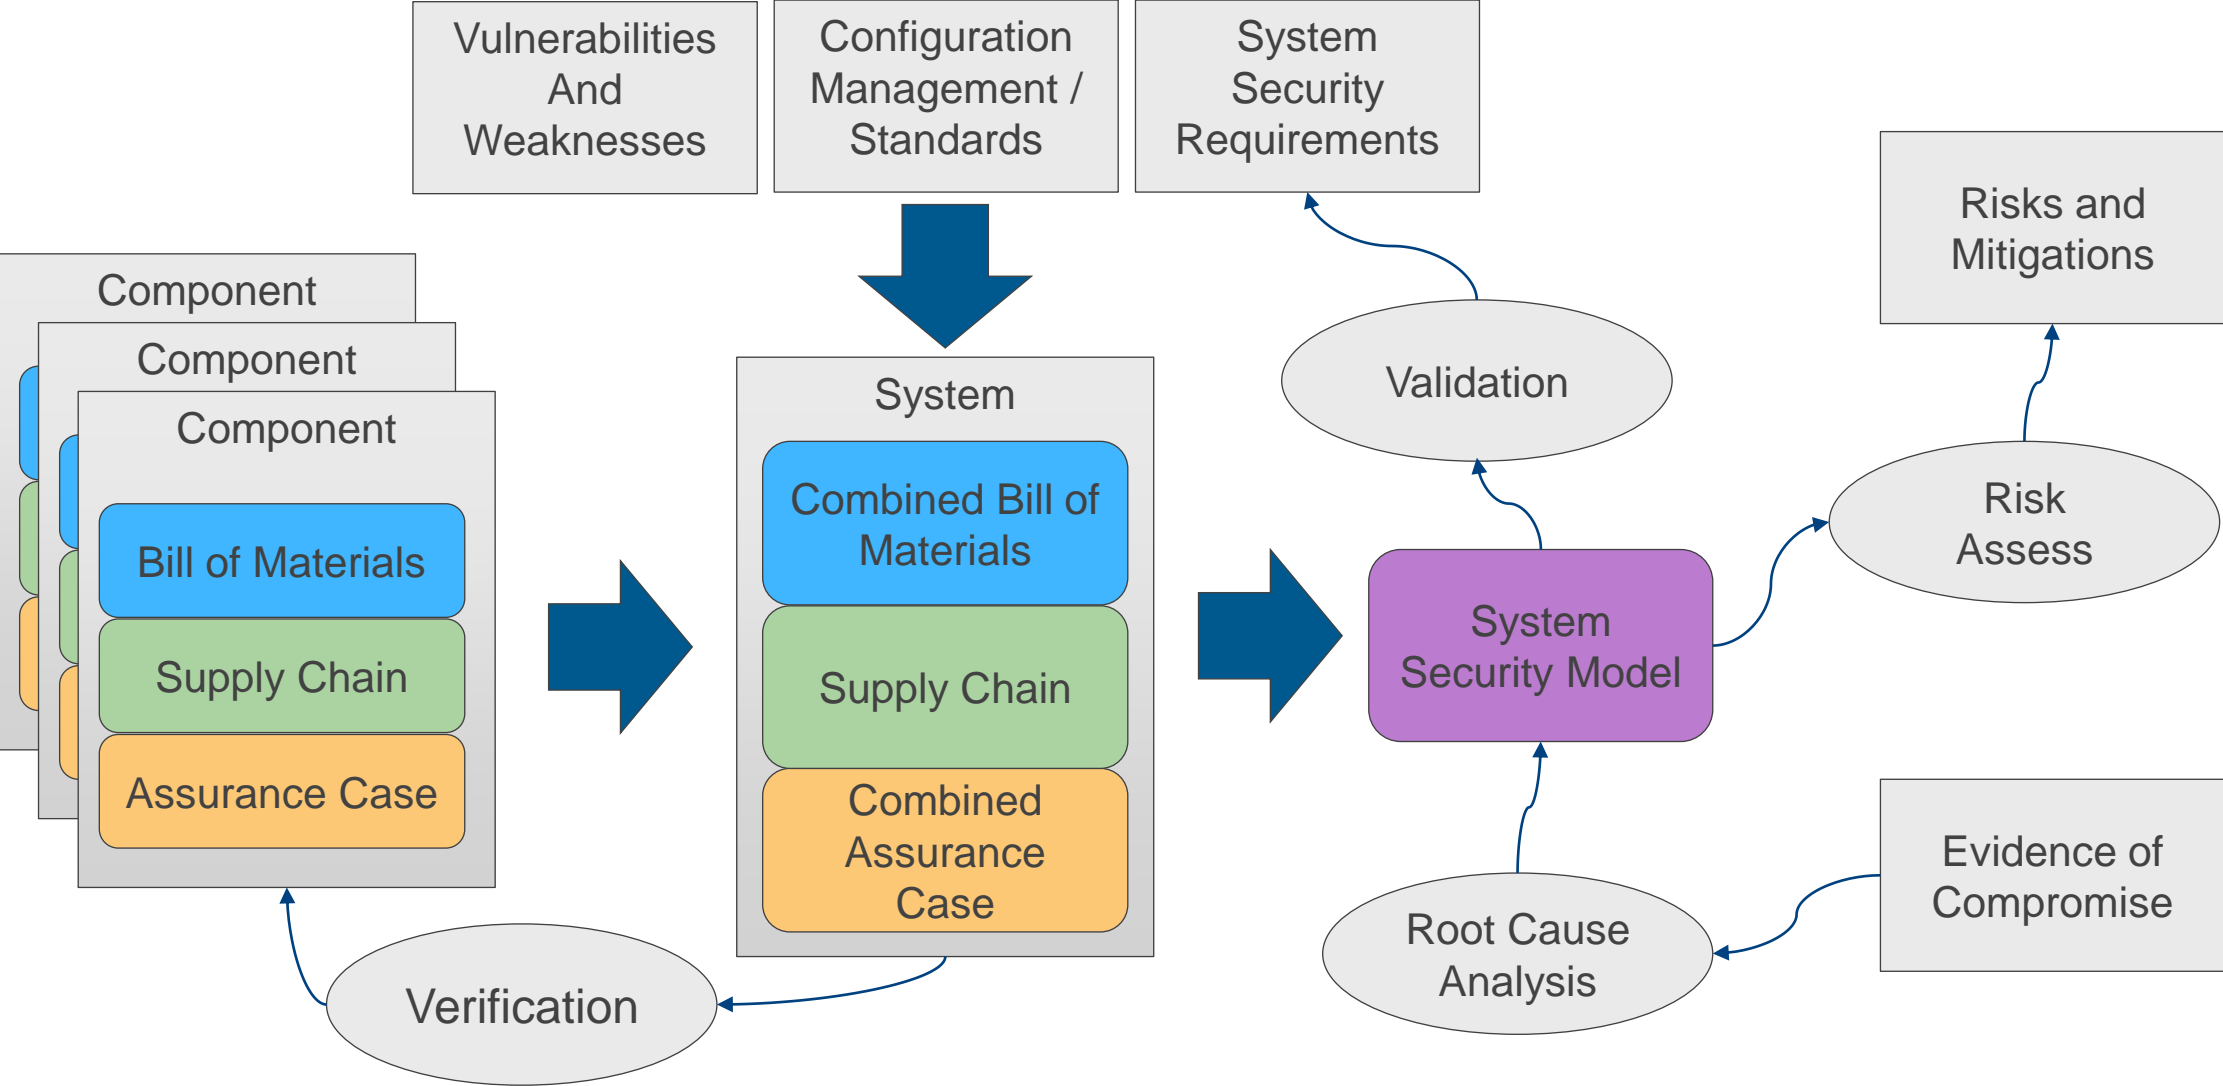 Vulnerabilities
And
Weaknesses
Configuration
Management /
Standards
System
Security
Requirements
Risks and
Mitigations
Component
Component
Component
Bill of Materials
Supply Chain
Assurance Case
System
Combined Bill of
Materials
Supply Chain
Combined
Assurance
Case
Validation
Risk
Assess
System
Security Model
Evidence of
Compromise
Root Cause
Analysis
Verification